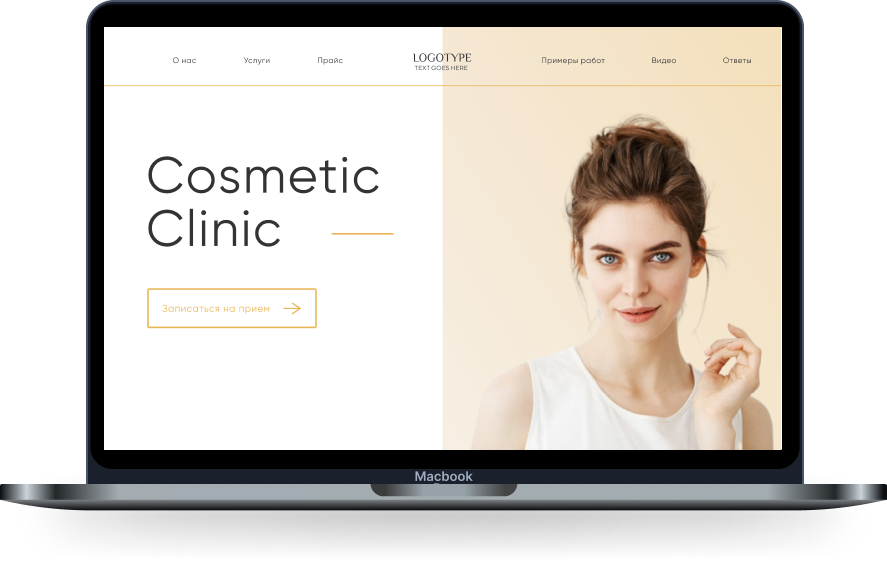 О нас
Услуги
Прайс
LOGOTYPE
TEXT GOES HERE
Примеры работ
Видео
Ответы
Cosmetic
Clinic
Записаться на прием
Macbook